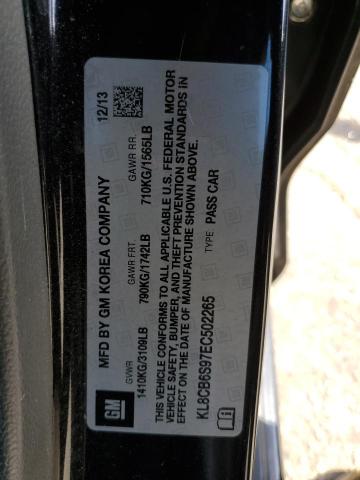 MFD BY GM KOREA COMPANY 12/13
GVWR GAWR FRT. GAWR RR.
1410KG/3109LB 790KG/1742LB 710KG/1565LB
THIS VEHICLE CONFORMS TO ALL APPLICABLE U.S. FEDERAL MOTOR
VEHICLE SAFETY, BUMPER, AND THEFT PREVENTION STANDARDS IN
EFFECT ON THE DATE OF MANUFACTURE SHOWN ABOVE.
TYPE: PASS CAR
KL8CB6S97EC502265
GM